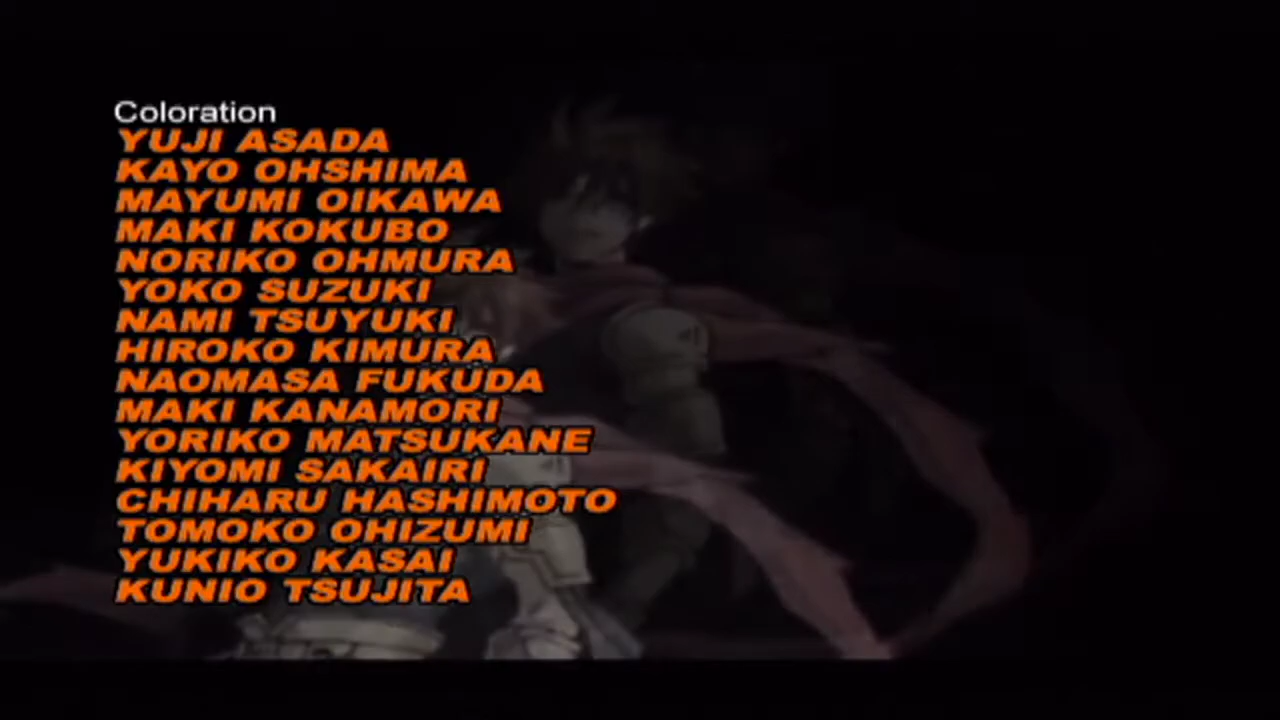 Coloration
YUJI ASADA
KAYO OHSHIMA
MAYUMI OIKAWA
MAKI KOKUBO
NORIKO OHMURA
YOKO SUZUKI
NAMI TSUYUKI
HIROKO KIMURA
NAOMASA FUKUDA
MAKI KANAMORI
YORIKO MATSUKANE
KIYOMI SAKAIRI
CHIHARU HASHIMOTO
TOMOKO OHIZUMI
YUKIKO KASAI
KUNIO TSUJITA